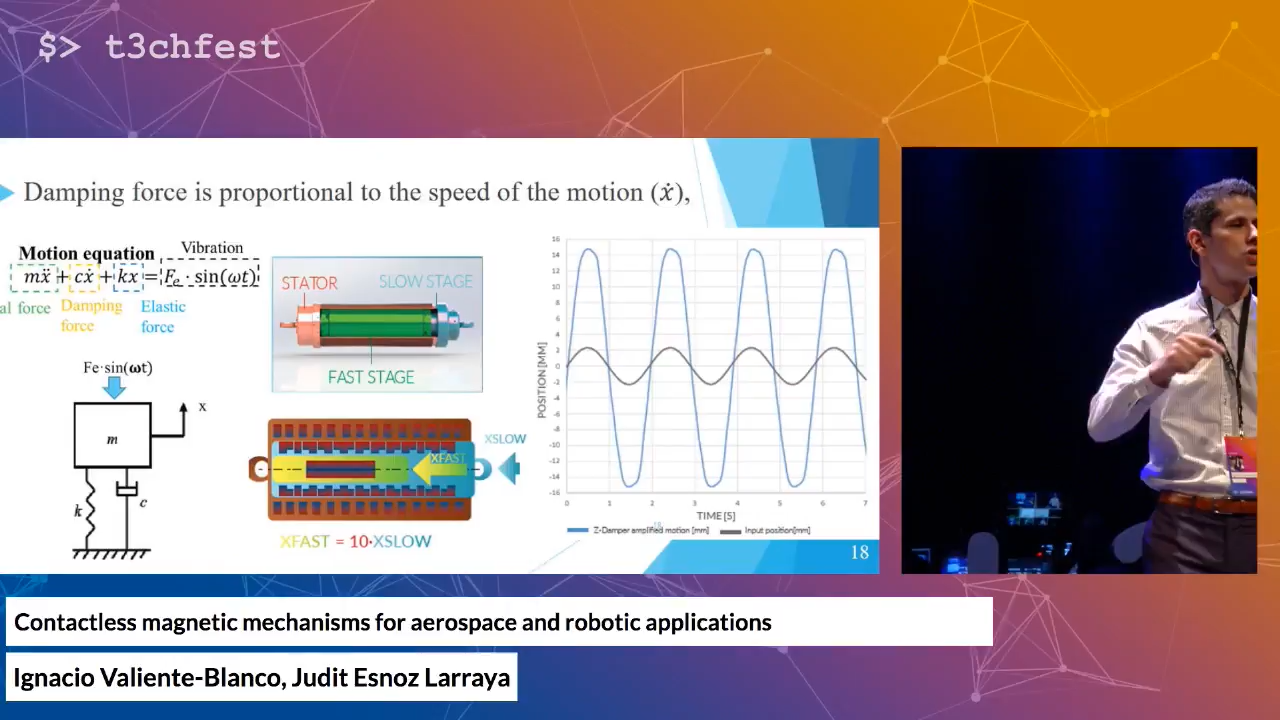 $> t3chfest
Damping force is proportional to the speed of the motion (ẋ),
Motion equation
Vibration
mẍ + cẋ + kx = Fe · sin(ωt)
al force
Damping
force
Elastic
force
Fe·sin(ωt)
x
m
k
c
STATOR
SLOW STAGE
FAST STAGE
XSLOW
XFAST
XFAST = 10·XSLOW
POSITION [MM]
16
14
12
10
8
6
4
2
0
-2
-4
-6
-8
-10
-12
-14
-16
0
1
2
3
4
5
6
7
TIME [S]
Z-Damper amplified motion [mm]
Input position[mm]
18
Contactless magnetic mechanisms for aerospace and robotic applications
Ignacio Valiente-Blanco, Judit Esnoz Larraya